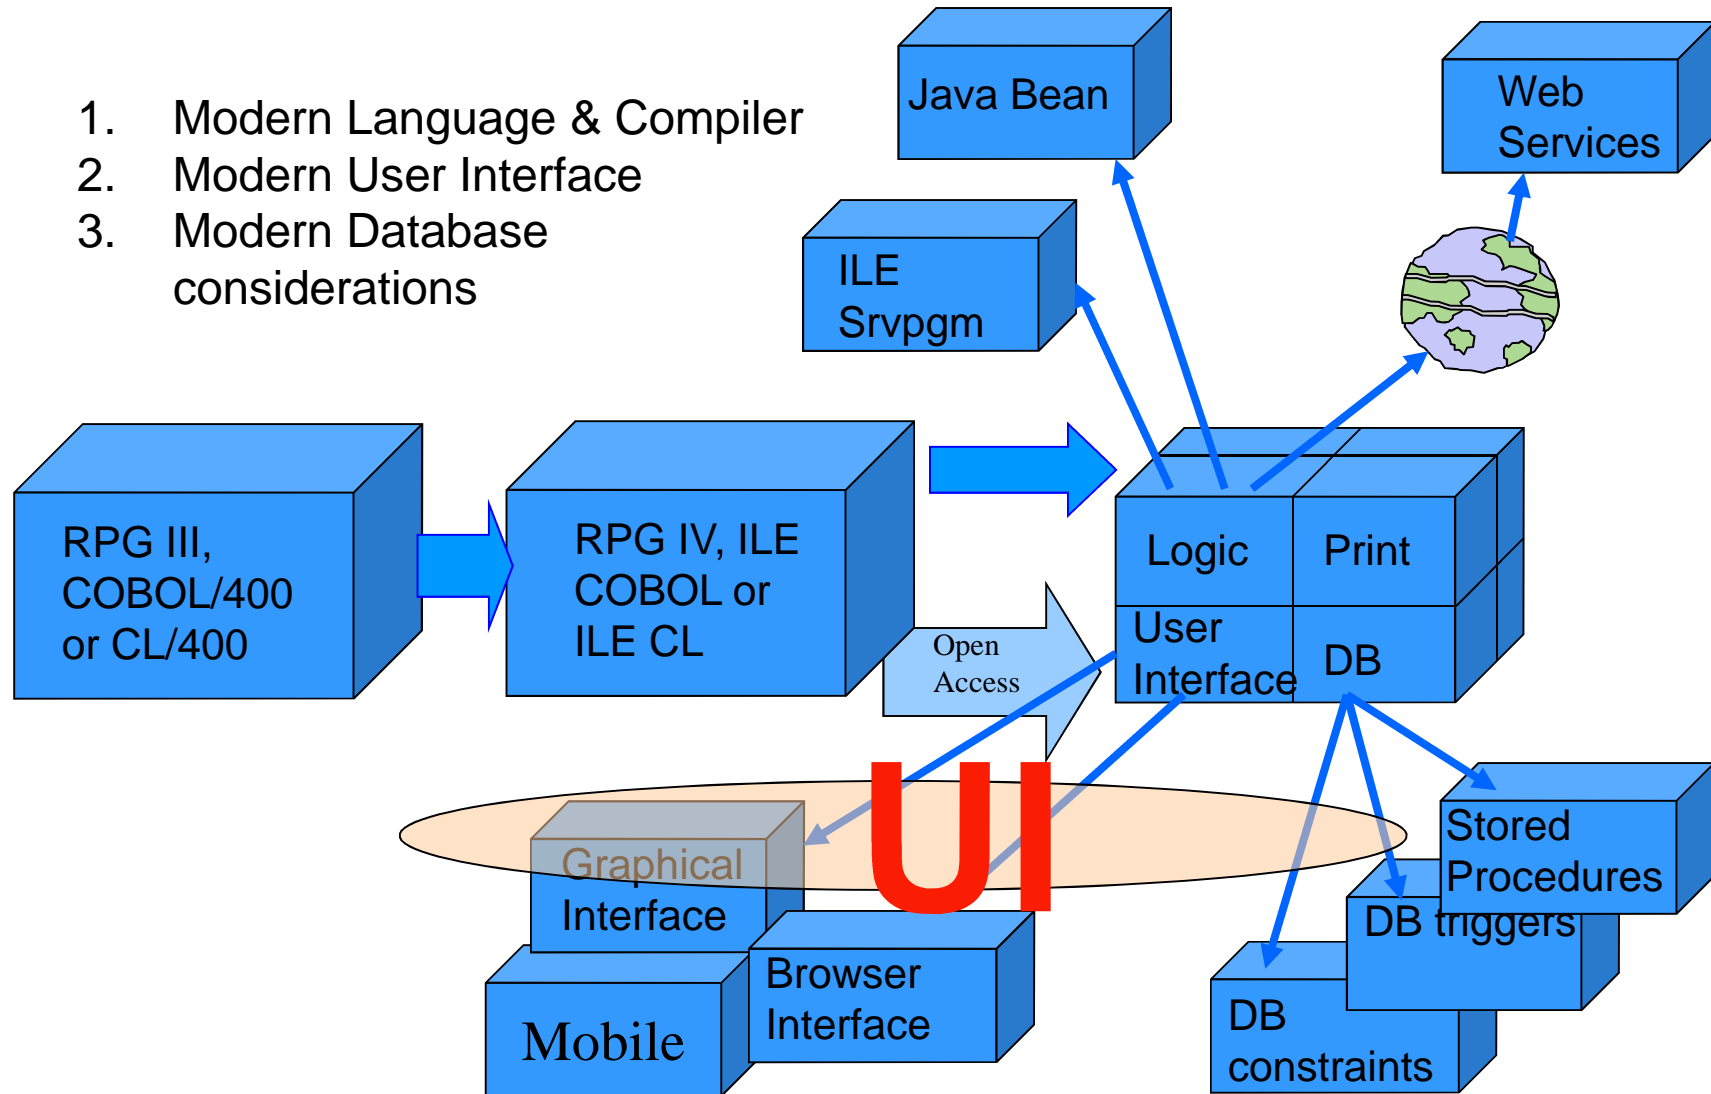 1. Modern Language & Compiler
2. Modern User Interface
3. Modern Database
considerations
Java Bean
Web
Services
ILE
Srvpgm
RPG III,
COBOL/400
or CL/400
RPG IV, ILE
COBOL or
ILE CL
Open
Access
Logic
Print
User
Interface
DB
UI
Graphical
Interface
Mobile
Browser
Interface
Stored
Procedures
DB triggers
DB
constraints